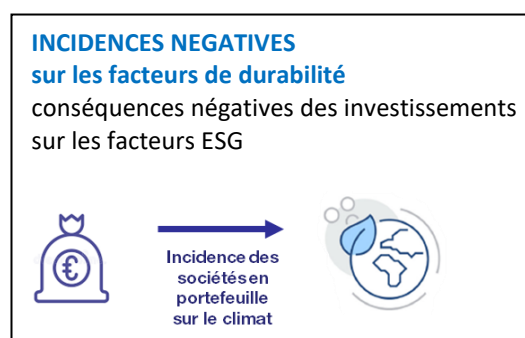 INCIDENCES NEGATIVES
sur les facteurs de durabilité
conséquences négatives des investissements
sur les facteurs ESG
€
Incidence des
sociétés en
portefeuille
sur le climat